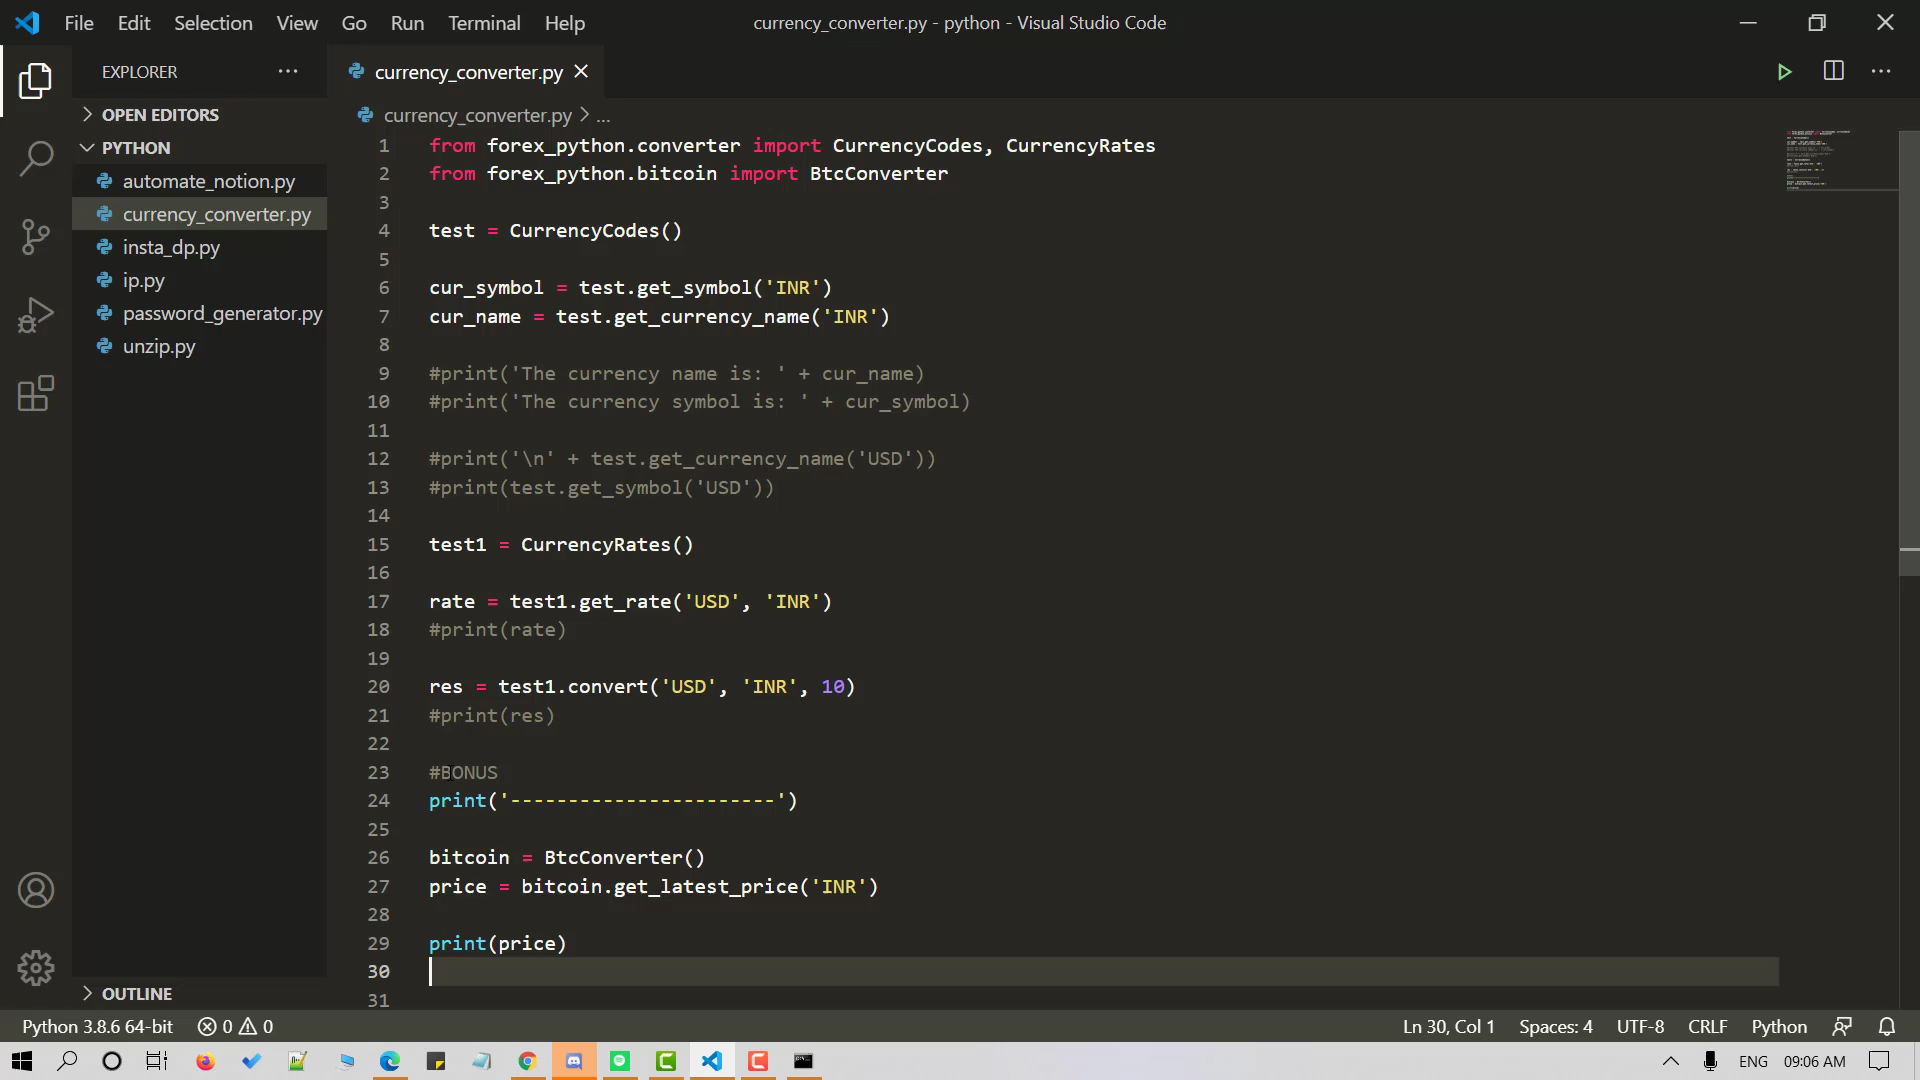 File Edit Selection View Go Run Terminal Help
currency_converter.py - python - Visual Studio Code
EXPLORER
OPEN EDITORS
PYTHON
automate_notion.py
currency_converter.py
insta_dp.py
ip.py
password_generator.py
unzip.py
OUTLINE
currency_converter.py
currency_converter.py > ...
1 from forex_python.converter import CurrencyCodes, CurrencyRates
2 from forex_python.bitcoin import BtcConverter
3
4 test = CurrencyCodes()
5
6 cur_symbol = test.get_symbol('INR')
7 cur_name = test.get_currency_name('INR')
8
9 #print('The currency name is: ' + cur_name)
10 #print('The currency symbol is: ' + cur_symbol)
11
12 #print('\n' + test.get_currency_name('USD'))
13 #print(test.get_symbol('USD'))
14
15 test1 = CurrencyRates()
16
17 rate = test1.get_rate('USD', 'INR')
18 #print(rate)
19
20 res = test1.convert('USD', 'INR', 10)
21 #print(res)
22
23 #BONUS
24 print('-----------------------')
25
26 bitcoin = BtcConverter()
27 price = bitcoin.get_latest_price('INR')
28
29 print(price)
30
31
Python 3.8.6 64-bit 0 0 Ln 30, Col 1 Spaces: 4 UTF-8 CRLF Python
ENG 09:06 AM